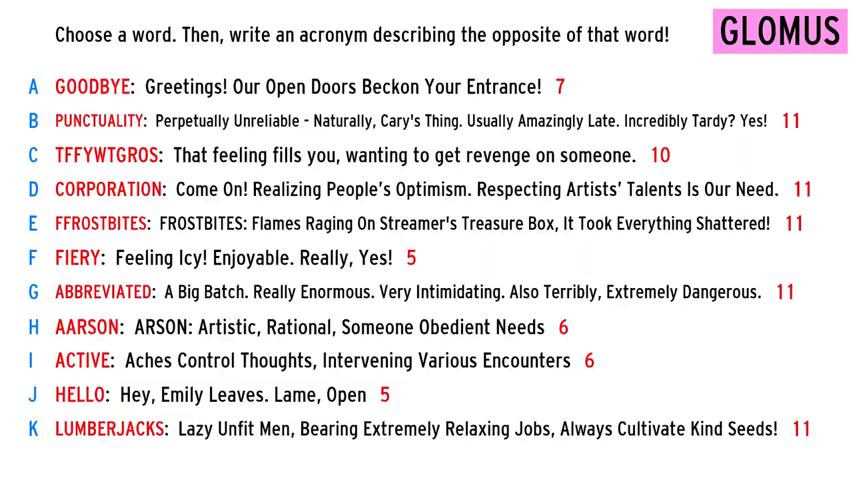 Choose a word. Then, write an acronym describing the opposite of that word!
GLOMUS
A GOODBYE: Greetings! Our Open Doors Beckon Your Entrance! 7
B PUNCTUALITY: Perpetually Unreliable - Naturally, Cary's Thing. Usually Amazingly Late. Incredibly Tardy? Yes! 11
C TFFYWTGROS: That feeling fills you, wanting to get revenge on someone. 10
D CORPORATION: Come On! Realizing People's Optimism. Respecting Artists' Talents Is Our Need. 11
E FFROSTBITES: FROSTBITES: Flames Raging On Streamer's Treasure Box, It Took Everything Shattered! 11
F FIERY: Feeling Icy! Enjoyable. Really, Yes! 5
G ABBREVIATED: A Big Batch. Really Enormous. Very Intimidating. Also Terribly, Extremely Dangerous. 11
H AARSON: ARSON: Artistic, Rational, Someone Obedient Needs 6
I ACTIVE: Aches Control Thoughts, Intervening Various Encounters 6
J HELLO: Hey, Emily Leaves. Lame, Open 5
K LUMBERJACKS: Lazy Unfit Men, Bearing Extremely Relaxing Jobs, Always Cultivate Kind Seeds! 11